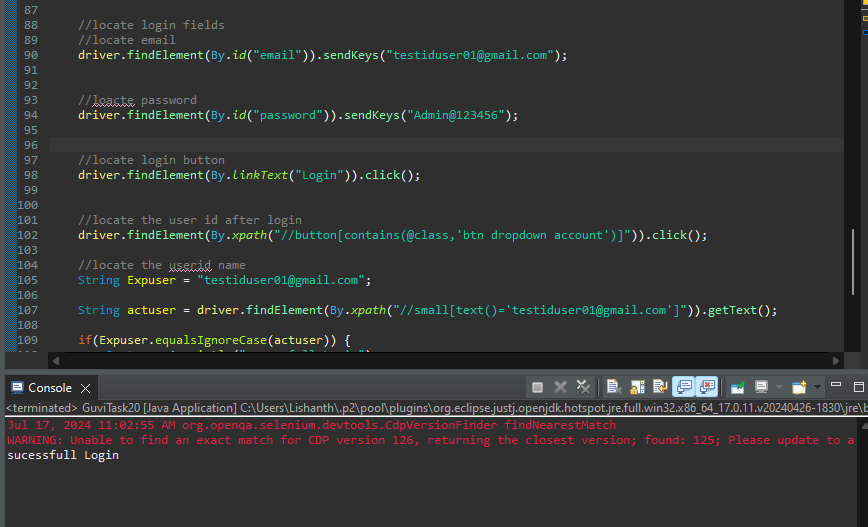 87
88 //locate login fields
89 //locate email
90 driver.findElement(By.id("email")).sendKeys("testiduser01@gmail.com");
91
92
93 //loacte password
94 driver.findElement(By.id("password")).sendKeys("Admin@123456");
95
96
97 //locate login button
98 driver.findElement(By.linkText("Login")).click();
99
100
101 //locate the user id after login
102 driver.findElement(By.xpath("//button[contains(@class,'btn dropdown account')]")).click();
103
104 //locate the userid name
105 String Expuser = "testiduser01@gmail.com";
106
107 String actuser = driver.findElement(By.xpath("//small[text()='testiduser01@gmail.com']")).getText();
108
109 if(Expuser.equalsIgnoreCase(actuser)) {
Console
<terminated> GuviTask20 [Java Application] C:\Users\Lishanth\.p2\pool\plugins\org.eclipse.justj.openjdk.hotspot.jre.full.win32.x86_64_17.0.11.v20240426-1830\jre\b
Jul 17, 2024 11:02:55 AM org.openqa.selenium.devtools.CdpVersionFinder findNearestMatch
WARNING: Unable to find an exact match for CDP version 126, returning the closest version; found: 125; Please update to a
sucessfull Login